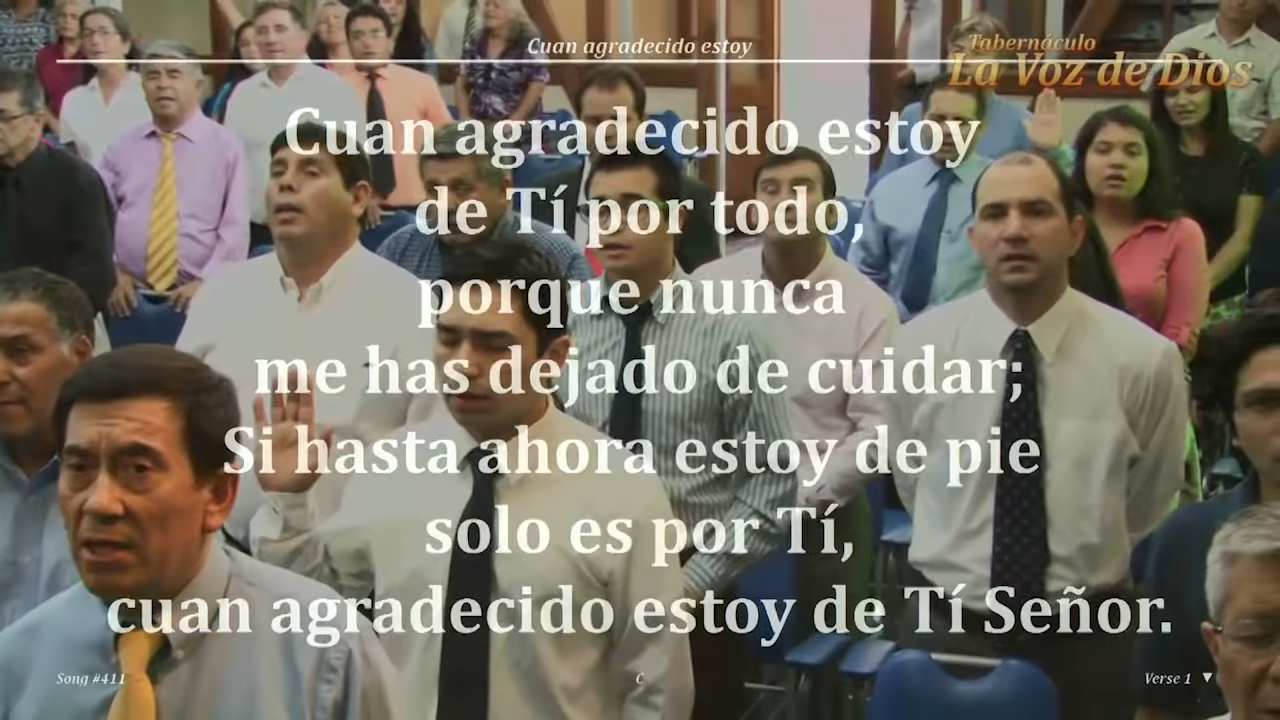 Cuan agradecido estoy
Tabernáculo
La Voz de Dios
Cuan agradecido estoy
de Tí por todo,
porque nunca
me has dejado de cuidar;
Si hasta ahora estoy de pie
solo es por Tí,
cuan agradecido estoy de Tí Señor.
Song #411
C
Verse 1 ▼